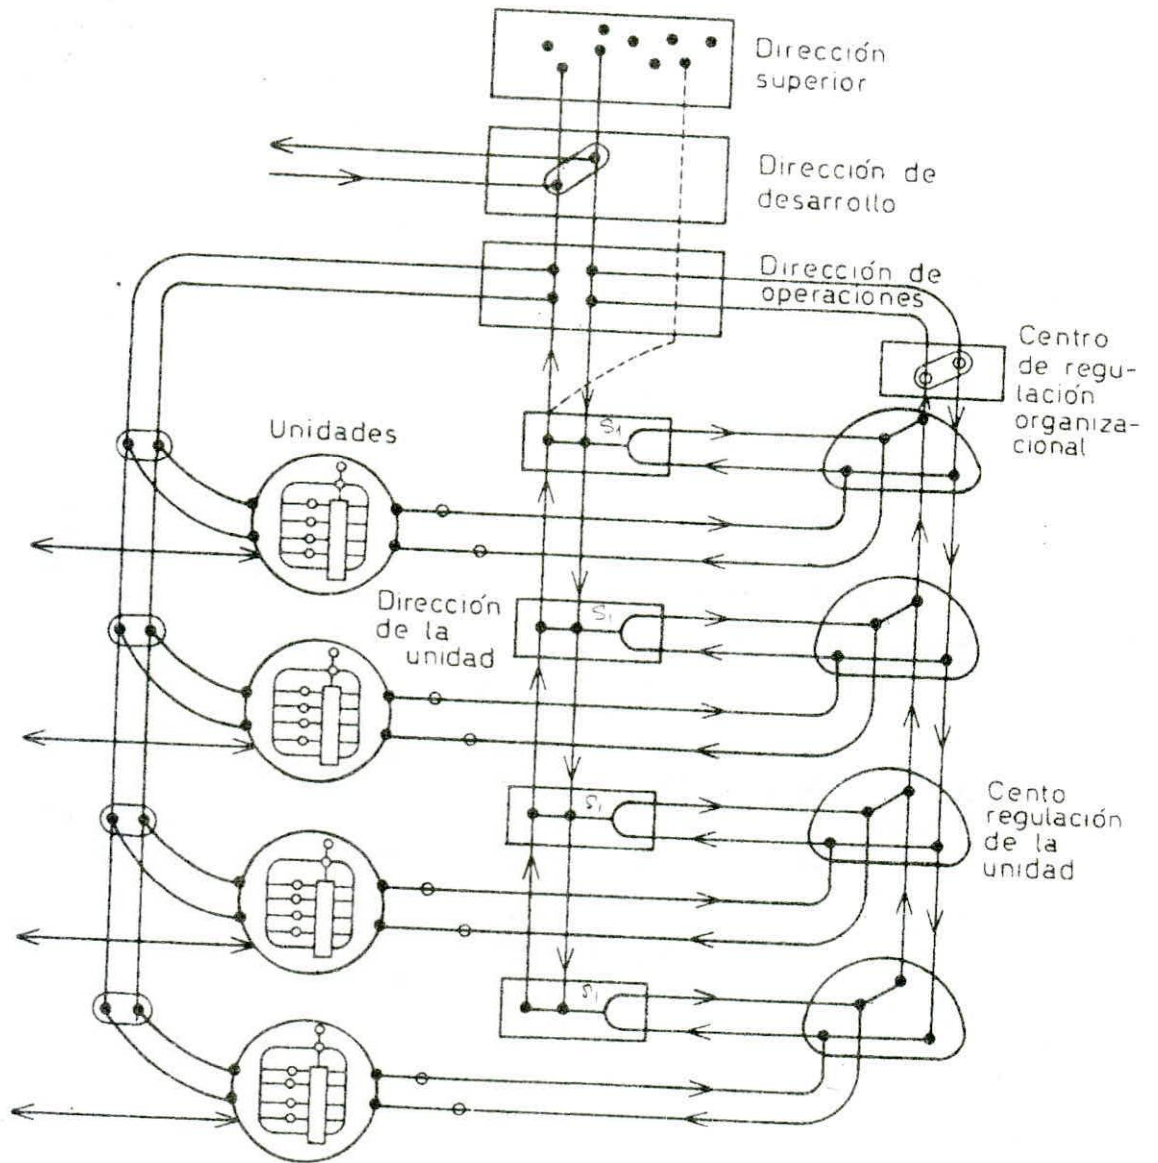 Dirección
superior
Dirección de
desarrollo
Dirección de
operaciones
Centro
de regu-
lación
organiza-
cional
Unidades
S1
Dirección
de la
unidad
S1
S1
Cento
regulación
de la
unidad
S1